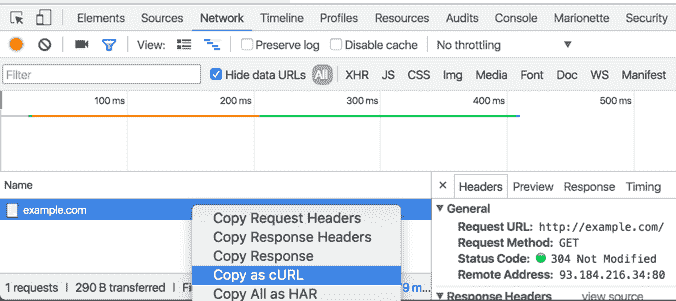 Elements Sources Network Timeline Profiles Resources Audits Console Marionette Security
View: Preserve log Disable cache No throttling
Filter Hide data URLs All XHR JS CSS Img Media Font Doc WS Manifest
100 ms 200 ms 300 ms 400 ms 500 ms
Name
× Headers Preview Response Timing
example.com
General
Copy Request Headers
Request URL: http://example.com/
Copy Response Headers
Request Method: GET
Copy Response
Status Code: 304 Not Modified
Copy as cURL
Remote Address: 93.184.216.34:80
1 requests | 290 B transferred
Copy All as HAR
Response Headers view source